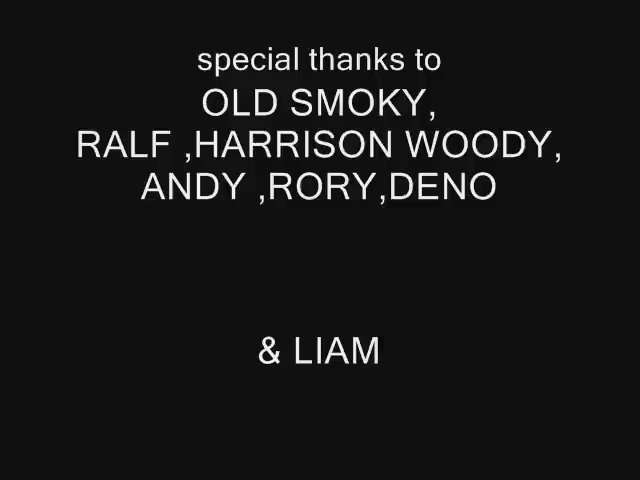 special thanks to
OLD SMOKY,
RALF ,HARRISON WOODY,
ANDY ,RORY,DENO
& LIAM